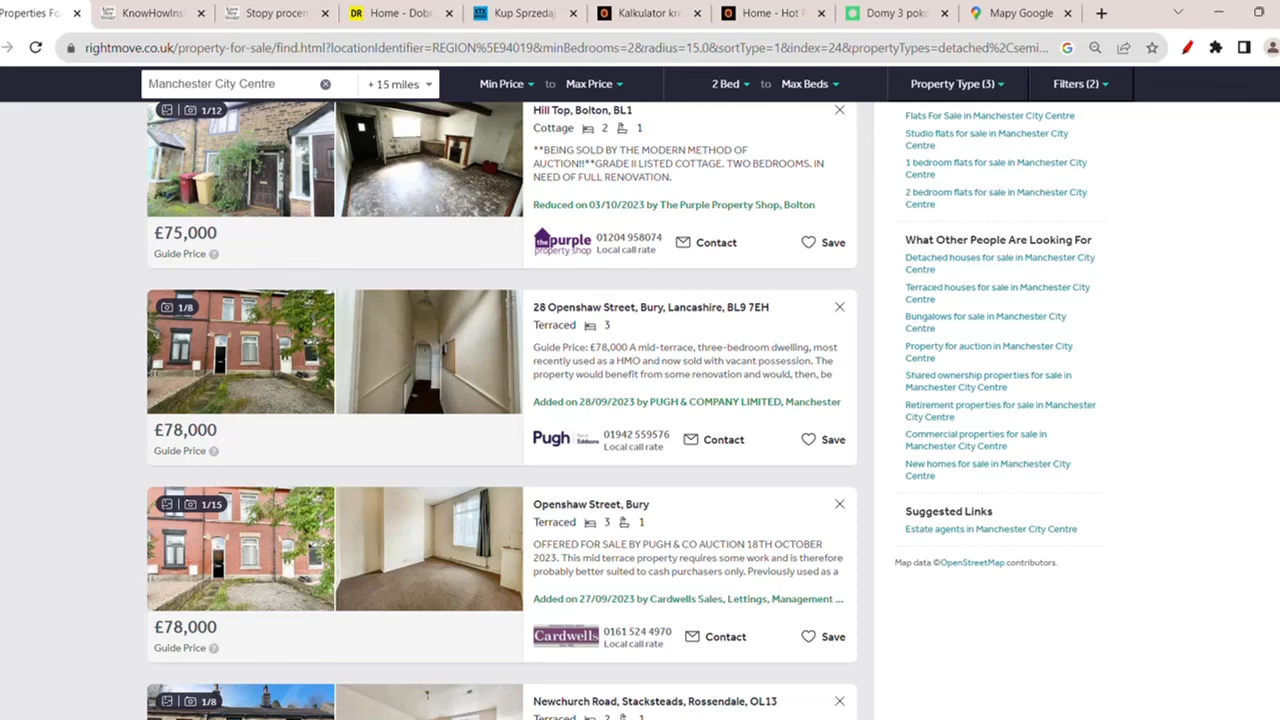 Properties Fo
KnowHowIns
Stopy procen
Home - Dobr
Kup Sprzedaj
Kalkulator kre
Home - Hot
Domy 3 poko
Mapy Google
rightmove.co.uk/property-for-sale/find.html?locationIdentifier=REGION%5E94019&minBedrooms=2&radius=15.0&sortType=1&index=24&propertyTypes=detached%2Csemi...
Manchester City Centre
+ 15 miles
Min Price
to
Max Price
2 Bed
to
Max Beds
Property Type (3)
Filters (2)
1/12
Hill Top, Bolton, BL1
Cottage 2 1
**BEING SOLD BY THE MODERN METHOD OF
AUCTION!!**GRADE II LISTED COTTAGE. TWO BEDROOMS. IN
NEED OF FULL RENOVATION.
Reduced on 03/10/2023 by The Purple Property Shop, Bolton
£75,000
Guide Price
the purple
property shop
01204 958074
Local call rate
Contact
Save
1/8
28 Openshaw Street, Bury, Lancashire, BL9 7EH
Terraced 3
Guide Price: £78,000 A mid-terrace, three-bedroom dwelling, most
recently used as a HMO and now sold with vacant possession. The
property would benefit from some renovation and would, then, be
Added on 28/09/2023 by PUGH & COMPANY LIMITED, Manchester
£78,000
Guide Price
Pugh
01942 559576
Local call rate
Contact
Save
1/15
Openshaw Street, Bury
Terraced 3 1
OFFERED FOR SALE BY PUGH & CO AUCTION 18TH OCTOBER
2023. This mid terrace property requires some work and is therefore
probably better suited to cash purchasers only. Previously used as a
Added on 27/09/2023 by Cardwells Sales, Lettings, Management ...
£78,000
Guide Price
Cardwells
0161 524 4970
Local call rate
Contact
Save
1/8
Newchurch Road, Stacksteads, Rossendale, OL13
Terraced 2 1
Flats For Sale in Manchester City Centre
Studio flats for sale in Manchester City
Centre
1 bedroom flats for sale in Manchester City
Centre
2 bedroom flats for sale in Manchester City
Centre
What Other People Are Looking For
Detached houses for sale in Manchester City
Centre
Terraced houses for sale in Manchester City
Centre
Bungalows for sale in Manchester City
Centre
Property for auction in Manchester City
Centre
Shared ownership properties for sale in
Manchester City Centre
Retirement properties for sale in Manchester
City Centre
Commercial properties for sale in
Manchester City Centre
New homes for sale in Manchester City
Centre
Suggested Links
Estate agents in Manchester City Centre
Map data ©OpenStreetMap contributors.